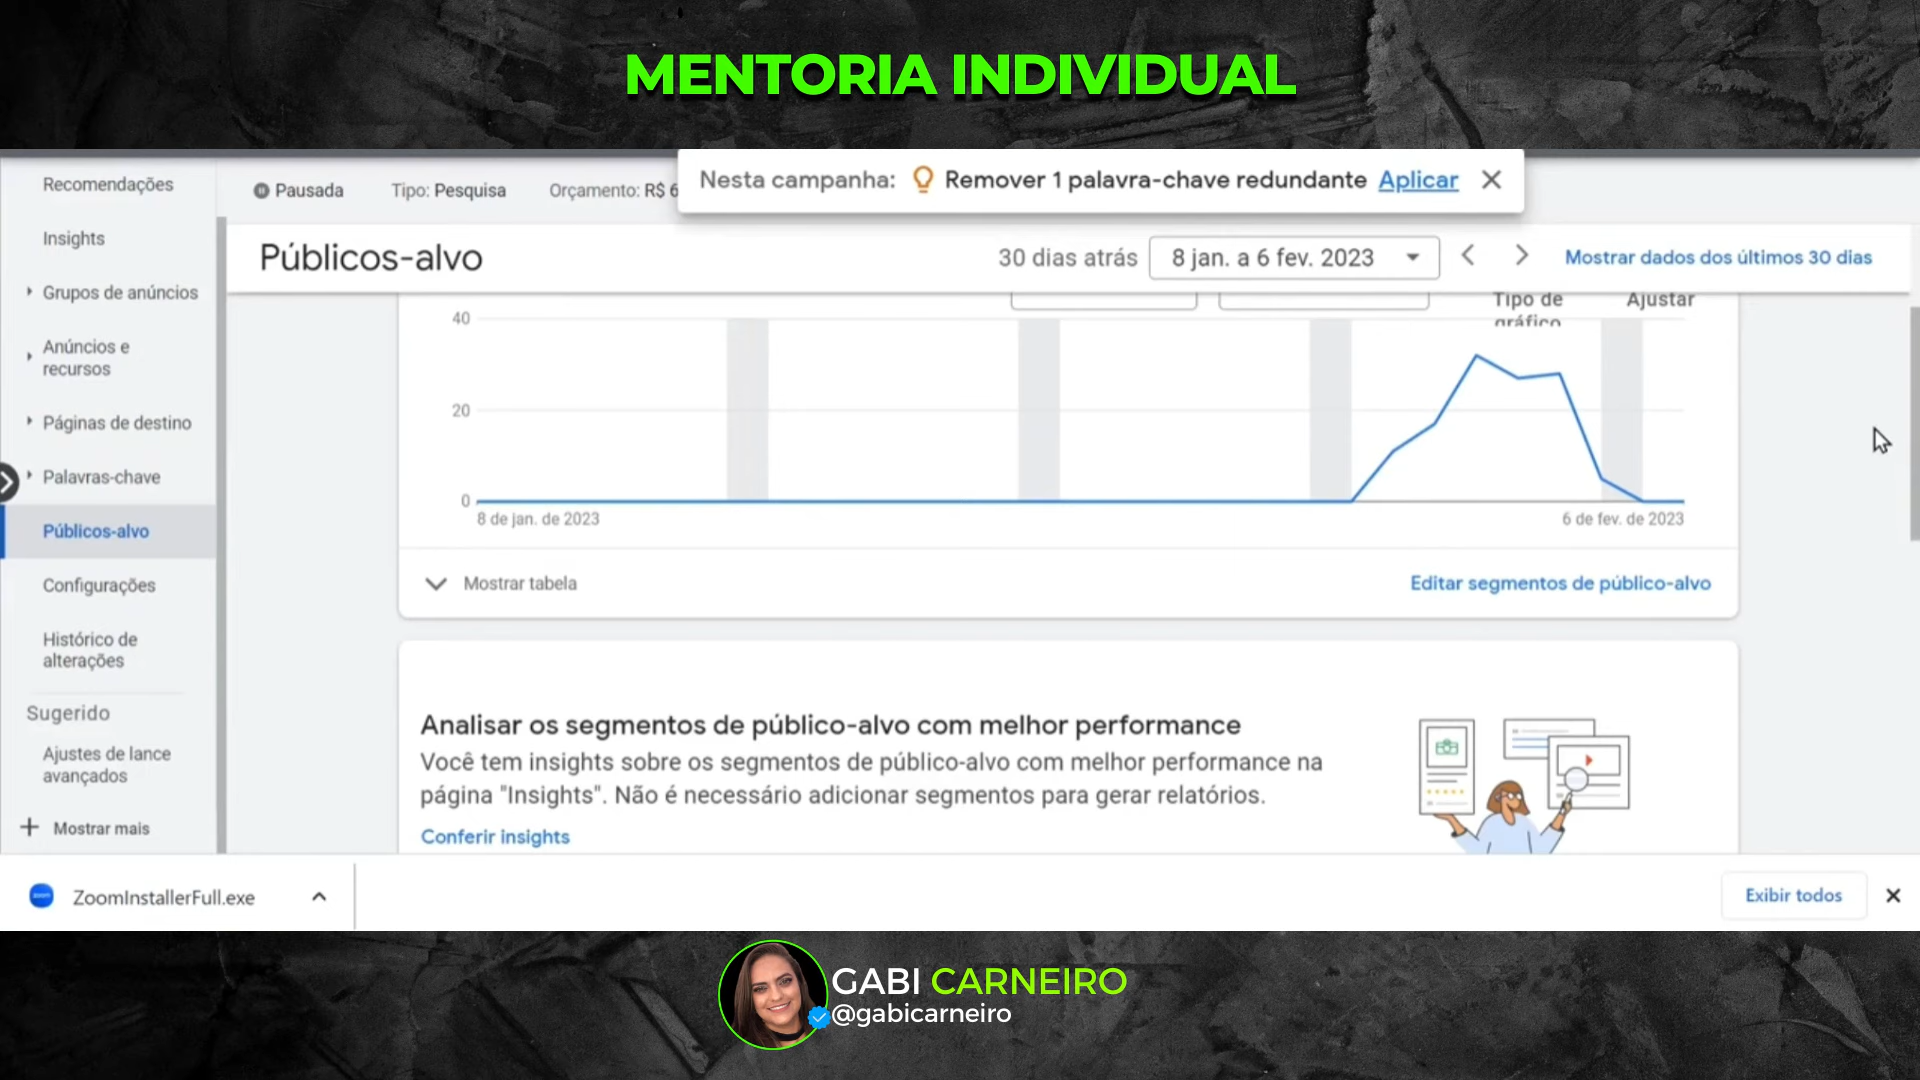 MENTORIA INDIVIDUAL
Nesta campanha: Remover 1 palavra-chave redundante Aplicar
Recomendações
Pausada Tipo: Pesquisa Orçamento: R$ 6
Insights
Públicos-alvo
30 dias atrás 8 jan. a 6 fev. 2023 Mostrar dados dos últimos 30 dias
Grupos de anúncios
Anúncios e
recursos
Páginas de destino
Palavras-chave
Públicos-alvo
Configurações
Histórico de
alterações
Sugerido
Ajustes de lance
avançados
Mostrar mais
Tipo de
gráfico
Ajustar
40
20
0
8 de jan. de 2023 6 de fev. de 2023
Mostrar tabela Editar segmentos de público-alvo
Analisar os segmentos de público-alvo com melhor performance
Você tem insights sobre os segmentos de público-alvo com melhor performance na
página "Insights". Não é necessário adicionar segmentos para gerar relatórios.
Conferir insights
ZoomInstallerFull.exe Exibir todos
GABI CARNEIRO
@gabicarneiro